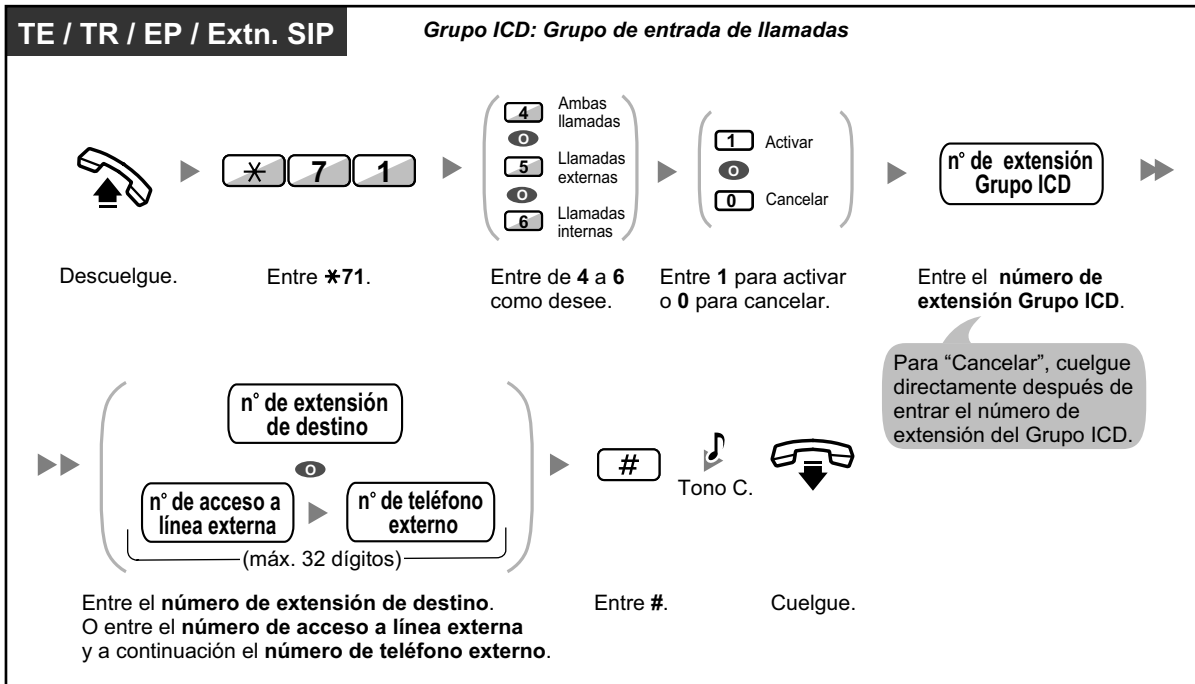 TE / TR / EP / Extn. SIP
Grupo ICD: Grupo de entrada de llamadas
4 Ambas
llamadas
o
5 Llamadas
externas
o
6 Llamadas
internas
✳ 7 1
1 Activar
o
0 Cancelar
n° de extensión
Grupo ICD
Descuelgue.
Entre ✳71.
Entre de 4 a 6
como desee.
Entre 1 para activar
o 0 para cancelar.
Entre el número de
extensión Grupo ICD.
Para “Cancelar”, cuelgue
directamente después de
entrar el número de
extensión del Grupo ICD.
n° de extensión
de destino
o
n° de acceso a
línea externa
n° de teléfono
externo
(máx. 32 dígitos)
#
Tono C.
Entre el número de extensión de destino.
O entre el número de acceso a línea externa
y a continuación el número de teléfono externo.
Entre #.
Cuelgue.